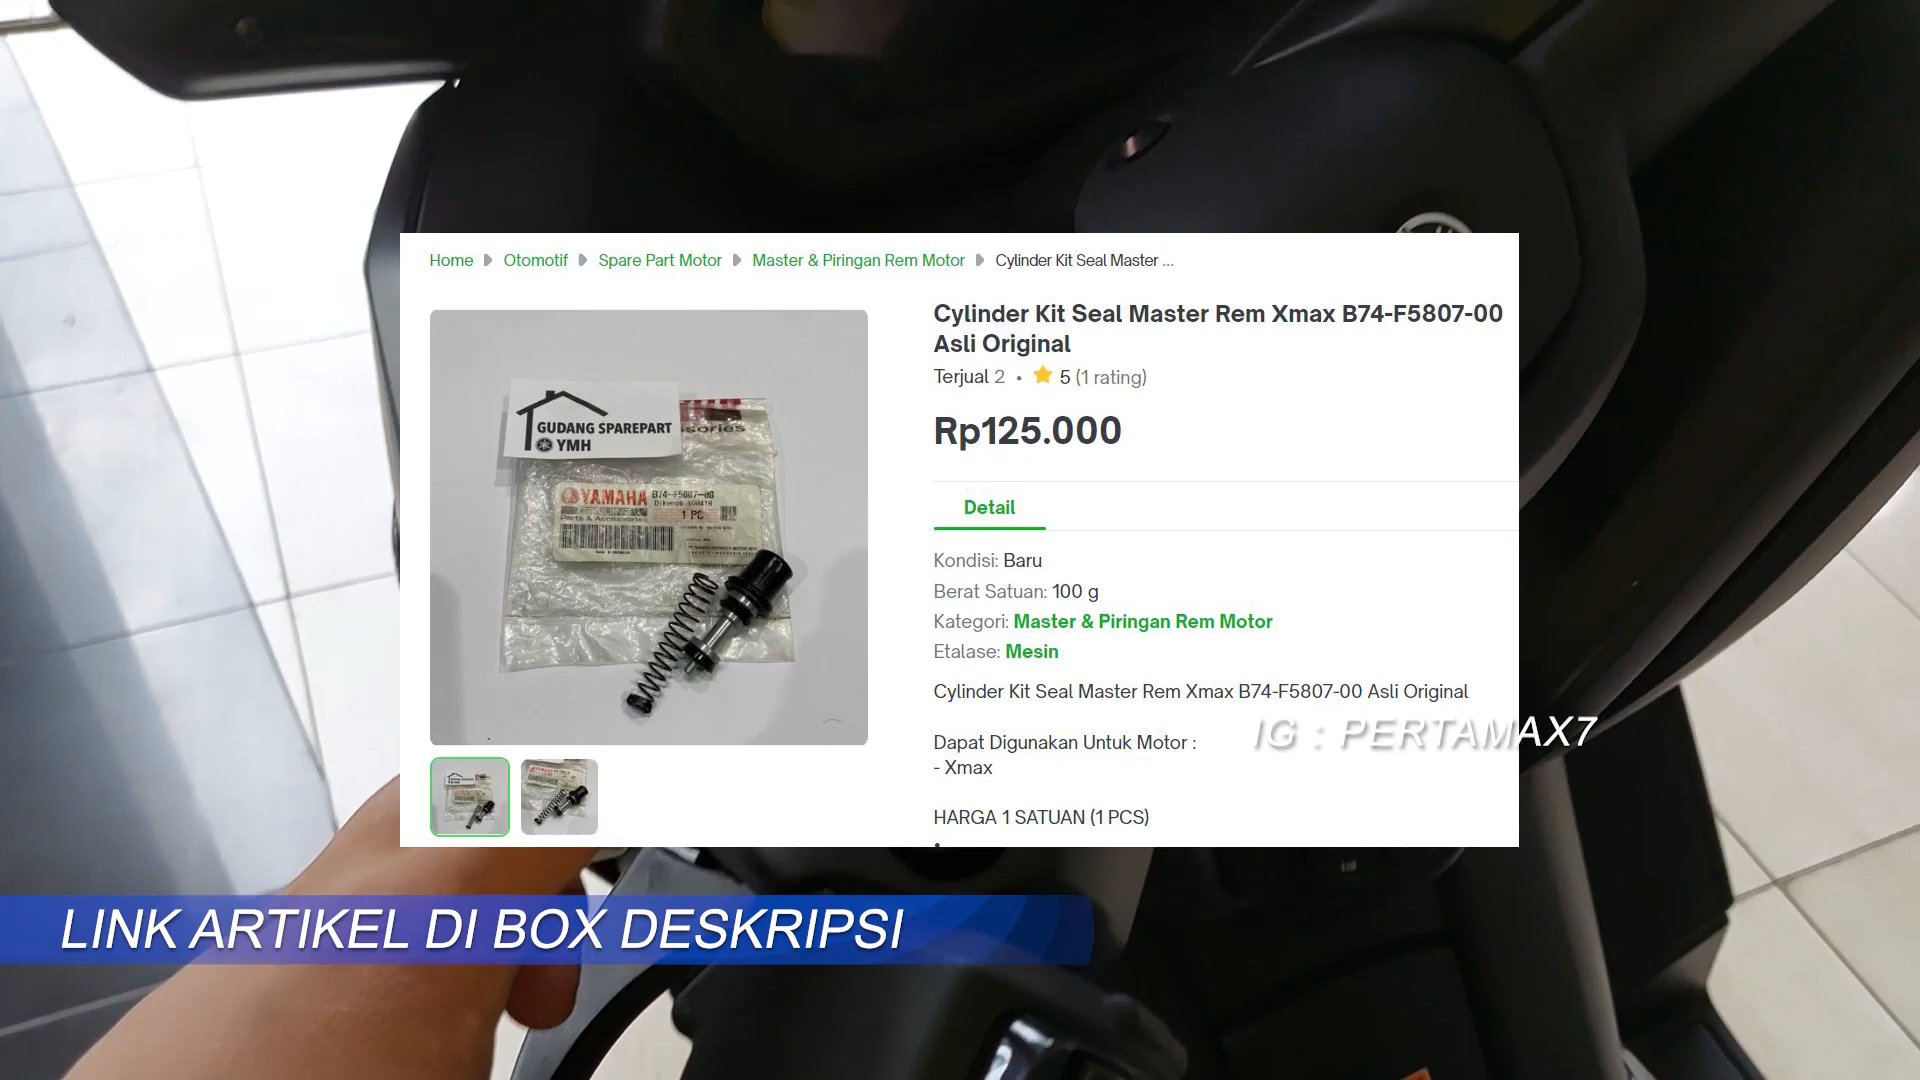 Home Otomotif Spare Part Motor Master & Piringan Rem Motor Cylinder Kit Seal Master ...
Cylinder Kit Seal Master Rem Xmax B74-F5807-00
Asli Original
Terjual 2 • 5 (1 rating)
Rp125.000
Detail
Kondisi: Baru
Berat Satuan: 100 g
Kategori: Master & Piringan Rem Motor
Etalase: Mesin
Cylinder Kit Seal Master Rem Xmax B74-F5807-00 Asli Original
Dapat Digunakan Untuk Motor :
- Xmax
HARGA 1 SATUAN (1 PCS)
GUDANG SPAREPART
YMH
YAMAHA B74-F5807-00
1 PC
Parts & Accessories
IG : PERTAMAX7
LINK ARTIKEL DI BOX DESKRIPSI